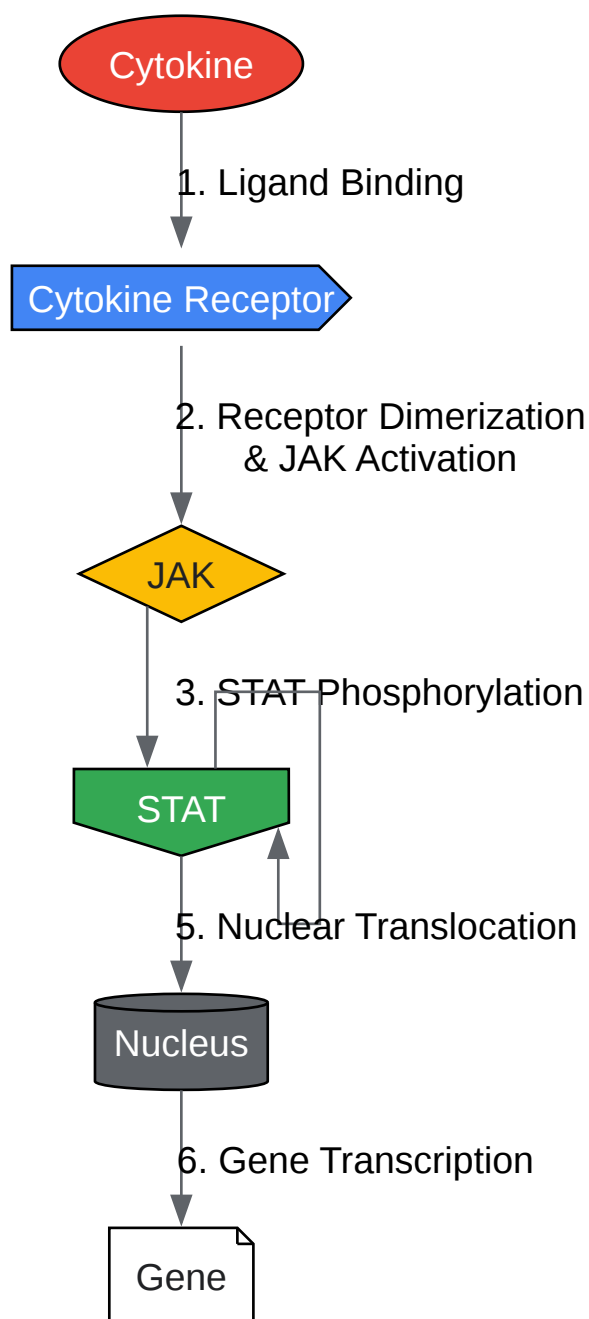 Cytokine
1. Ligand Binding
Cytokine Receptor
2. Receptor Dimerization
& JAK Activation
JAK
3. STAT Phosphorylation
STAT
5. Nuclear Translocation
Nucleus
6. Gene Transcription
Gene